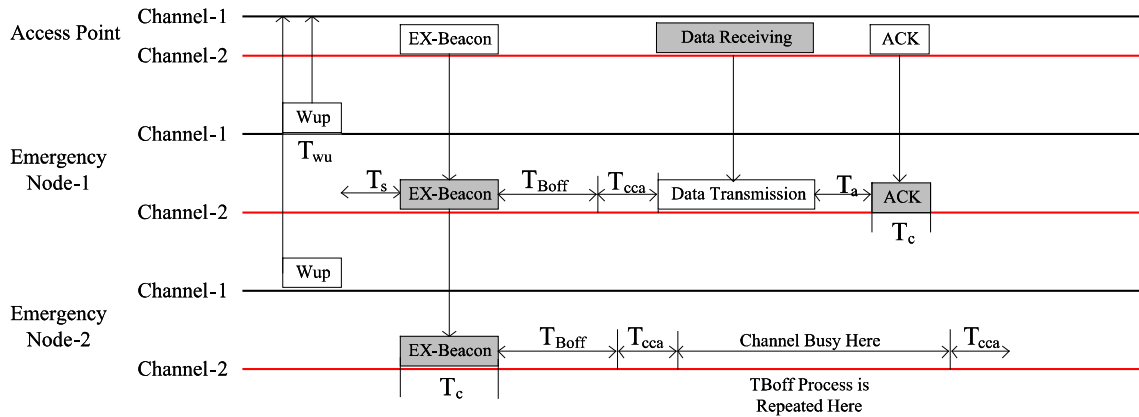 Channel-1
Access Point
EX-Beacon
Data Receiving
ACK
Channel-2
Wup
Channel-1
Twu
Emergency
Node-1
Ts
EX-Beacon
TBoff
Tcca
Data Transmission
Ta
ACK
Channel-2
Tc
Wup
Channel-1
Emergency
Node-2
EX-Beacon
TBoff
Tcca
Channel Busy Here
Tcca
Channel-2
Tc
TBoff Process is
Repeated Here